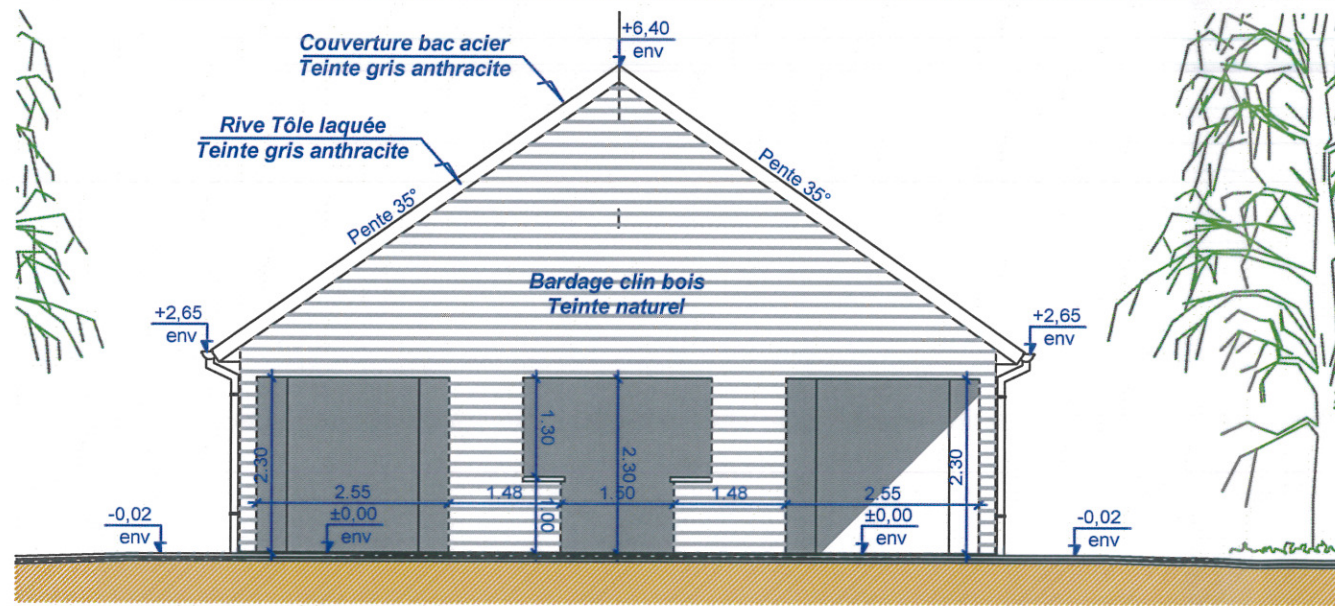 +6,40
env
Couverture bac acier
Teinte gris anthracite
Rive Tôle laquée
Teinte gris anthracite
Pente 35°
Pente 35°
Bardage clin bois
Teinte naturel
+2,65
env
+2,65
env
2.30
1.30
2.30
2.30
2.55
1.48
1.50
1.48
2.55
1.00
-0,02
env
±0,00
env
±0,00
env
-0,02
env